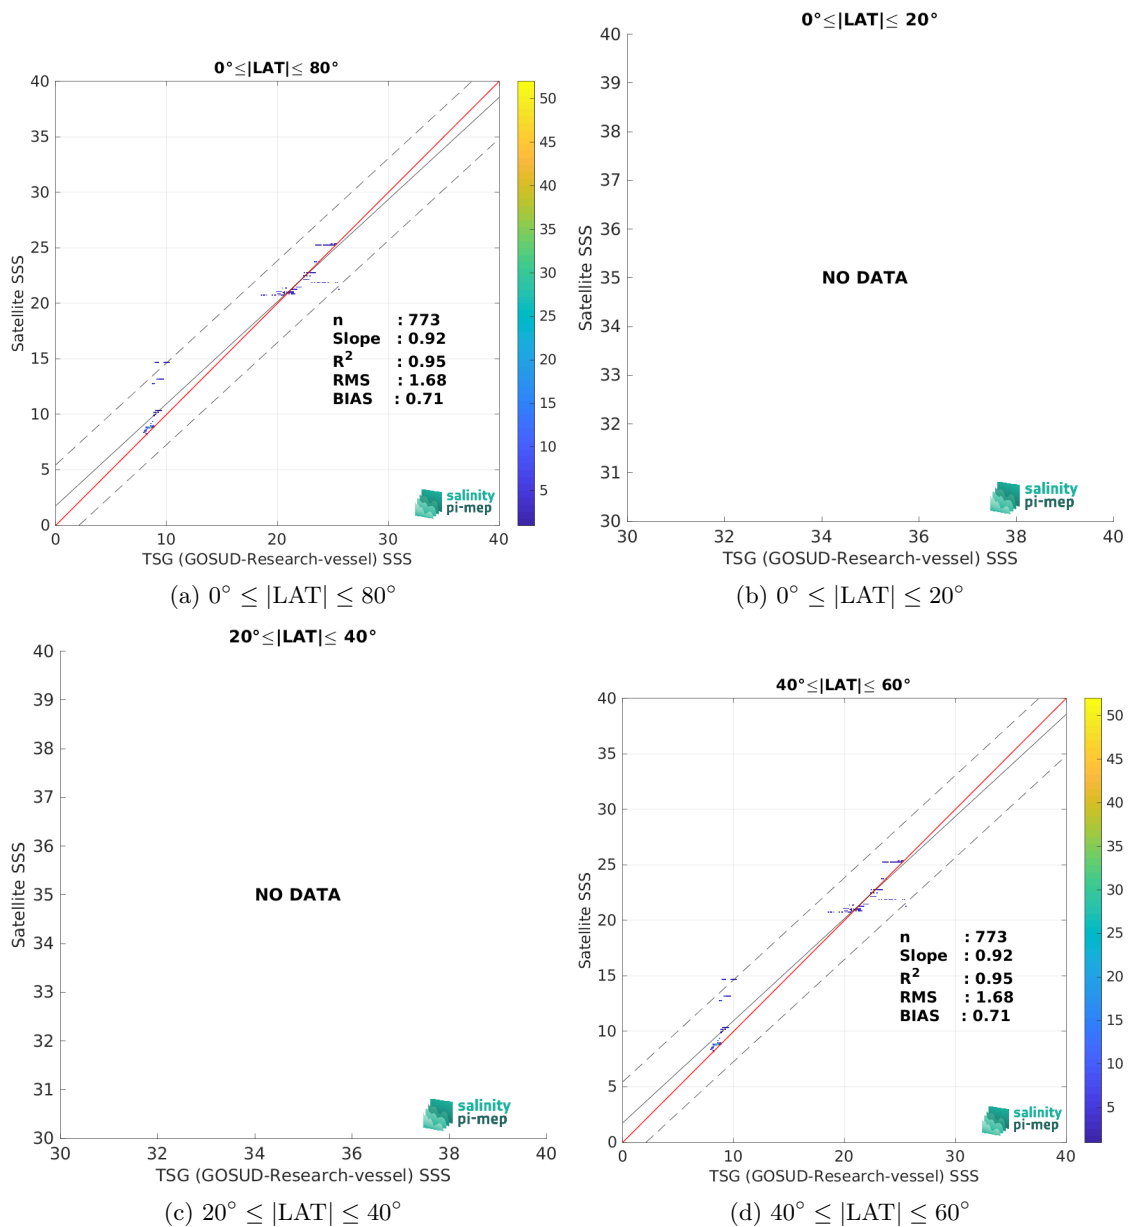 0°≤|LAT|≤ 80°
40
35
30
25
20
15
10
5
0
Satellite SSS
n : 773
Slope : 0.92
R² : 0.95
RMS : 1.68
BIAS : 0.71
salinity
pi-mep
0 10 20 30 40
TSG (GOSUD-Research-vessel) SSS
50
45
40
35
30
25
20
15
10
5
(a) 0° ≤ |LAT| ≤ 80°
0°≤|LAT|≤ 20°
40
39
38
37
36
35
34
33
32
31
30
Satellite SSS
NO DATA
salinity
pi-mep
30 32 34 36 38 40
TSG (GOSUD-Research-vessel) SSS
(b) 0° ≤ |LAT| ≤ 20°
20°≤|LAT|≤ 40°
40
39
38
37
36
35
34
33
32
31
30
Satellite SSS
NO DATA
salinity
pi-mep
30 32 34 36 38 40
TSG (GOSUD-Research-vessel) SSS
(c) 20° ≤ |LAT| ≤ 40°
40°≤|LAT|≤ 60°
40
35
30
25
20
15
10
5
0
Satellite SSS
n : 773
Slope : 0.92
R² : 0.95
RMS : 1.68
BIAS : 0.71
salinity
pi-mep
0 10 20 30 40
TSG (GOSUD-Research-vessel) SSS
50
45
40
35
30
25
20
15
10
5
(d) 40° ≤ |LAT| ≤ 60°